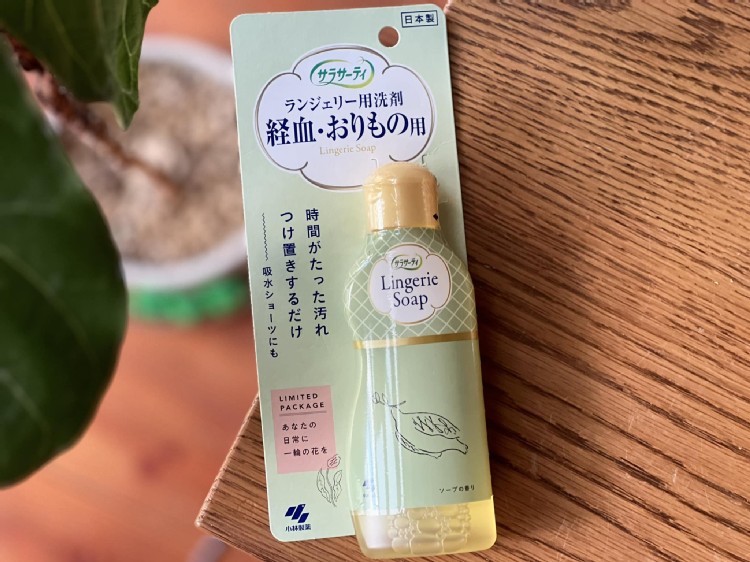 日本製
サラサーティ
ランジェリー用洗剤
経血・おりもの用
Lingerie Soap
時間がたった汚れ
つけ置きするだけ
吸水ショーツにも
サラサーティ
Lingerie
Soap
LIMITED
PACKAGE
あなたの
日常に
一輪の花を
ソープの香り
小林製薬